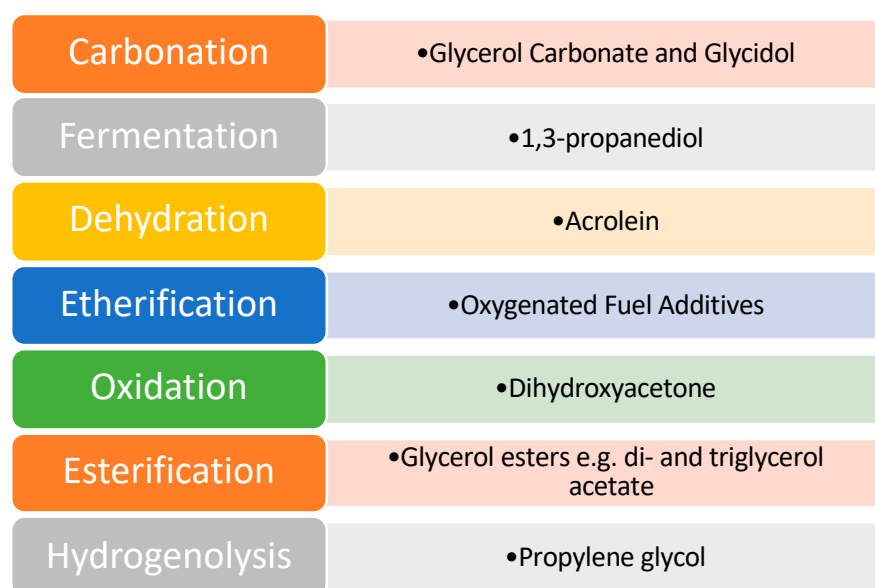 Carbonation
•Glycerol Carbonate and Glycidol
Fermentation
•1,3-propanediol
Dehydration
•Acrolein
Etherification
•Oxygenated Fuel Additives
Oxidation
•Dihydroxyacetone
Esterification
•Glycerol esters e.g. di- and triglycerol
acetate
Hydrogenolysis
•Propylene glycol